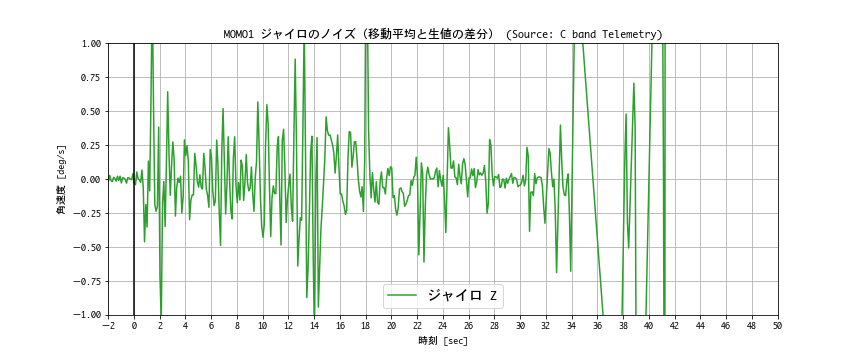 MOMO1 ジャイロのノイズ（移動平均と生値の差分） (Source: C band Telemetry)
1.00
0.75
0.50
0.25
0.00
−0.25
−0.50
−0.75
−1.00
角速度 [deg/s]
ジャイロ Z
−2 0 2 4 6 8 10 12 14 16 18 20 22 24 26 28 30 32 34 36 38 40 42 44 46 48 50
時刻 [sec]